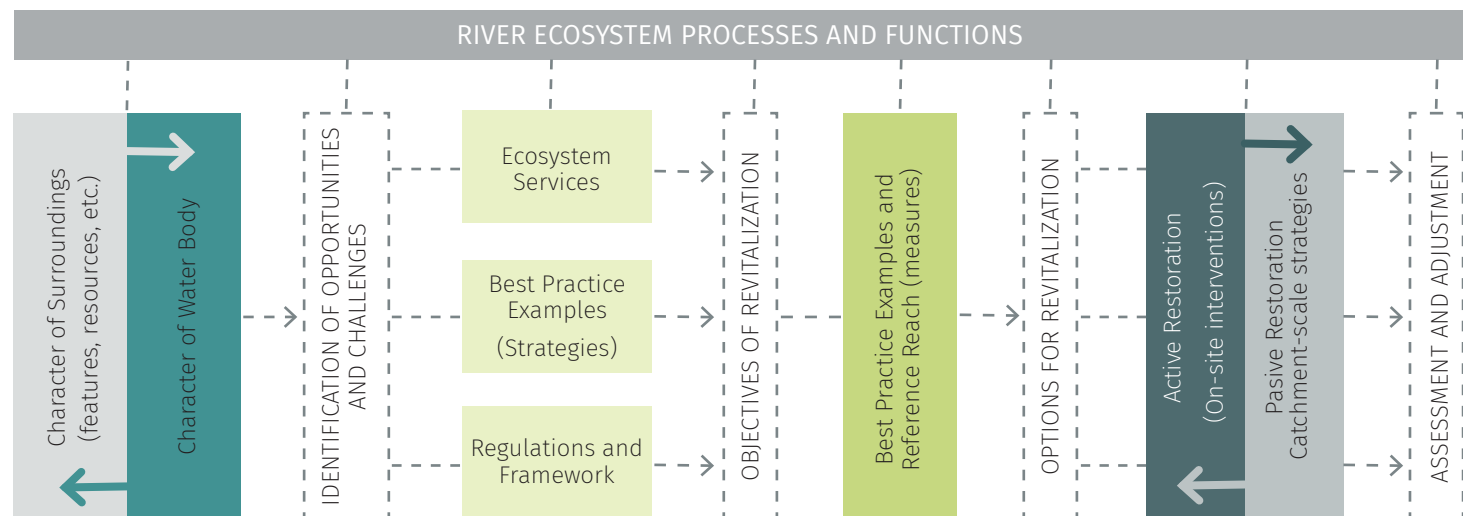 RIVER ECOSYSTEM PROCESSES AND FUNCTIONS
Character of Surroundings
(features, resources, etc.)
Character of Water Body
IDENTIFICATION OF OPPORTUNITIES
AND CHALLENGES
Ecosystem
Services
Best Practice
Examples
(Strategies)
Regulations and
Framework
OBJECTIVES OF REVITALIZATION
Best Practice Examples and
Reference Reach (measures)
OPTIONS FOR REVITALIZATION
Active Restoration
(On-site interventions)
Pasive Restoration
Catchment-scale strategies
ASSESSMENT AND ADJUSTMENT